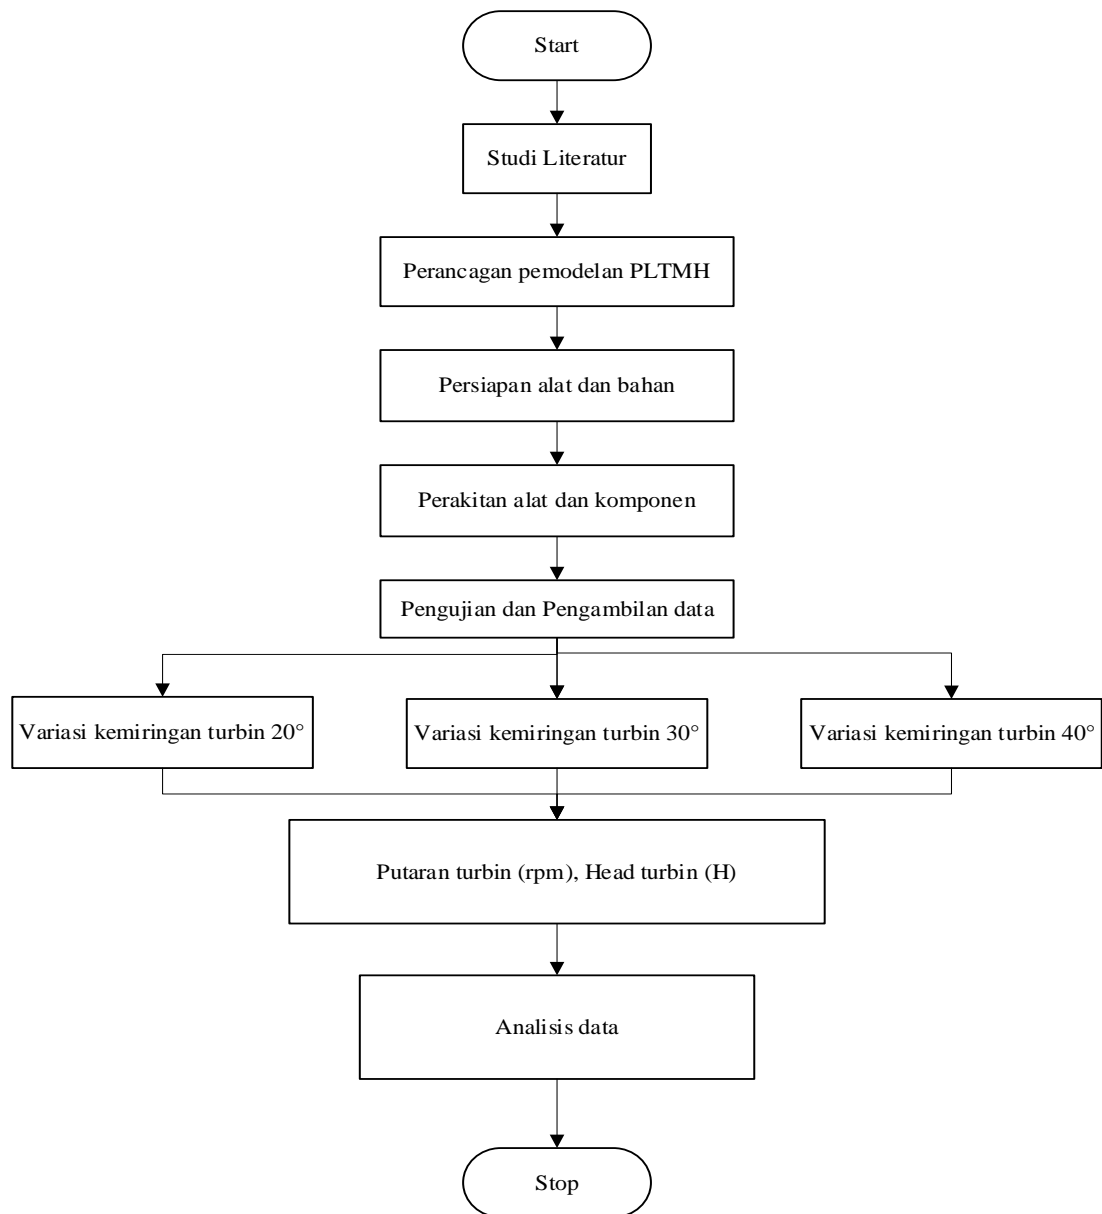 Start
Studi Literatur
Perancagan pemodelan PLTMH
Persiapan alat dan bahan
Perakitan alat dan komponen
Pengujian dan Pengambilan data
Variasi kemiringan turbin 20°
Variasi kemiringan turbin 30°
Variasi kemiringan turbin 40°
Putaran turbin (rpm), Head turbin (H)
Analisis data
Stop